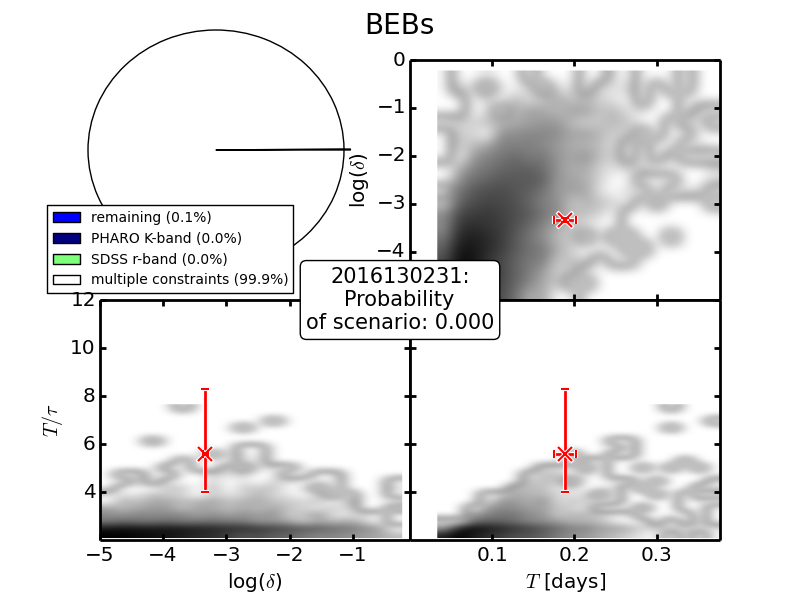 BEBs
remaining (0.1%)
PHARO K-band (0.0%)
SDSS r-band (0.0%)
multiple constraints (99.9%)
log(δ)
0
−1
−2
−3
−4
2016130231:
Probability
of scenario: 0.000
T/τ
12
10
8
6
4
−5 −4 −3 −2 −1
log(δ)
0.1 0.2 0.3
T [days]